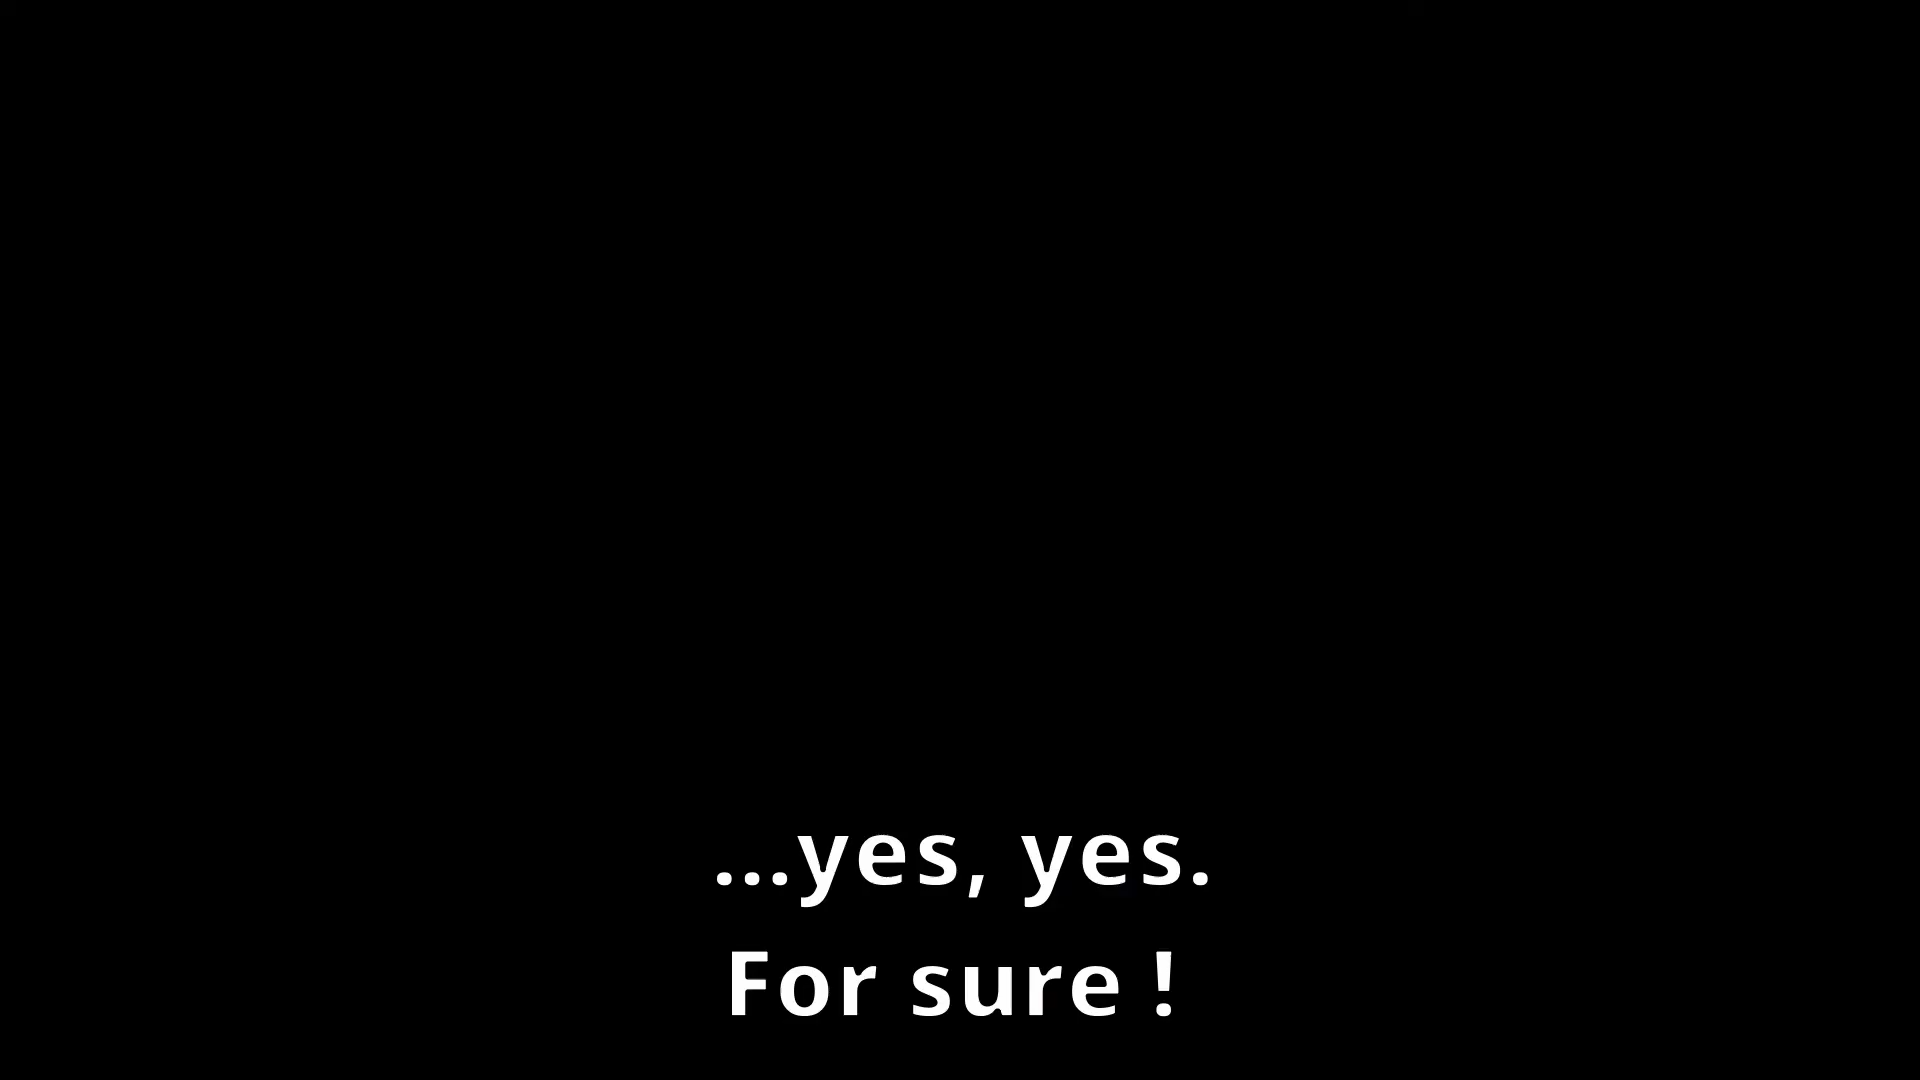 ...yes, yes.
For sure !